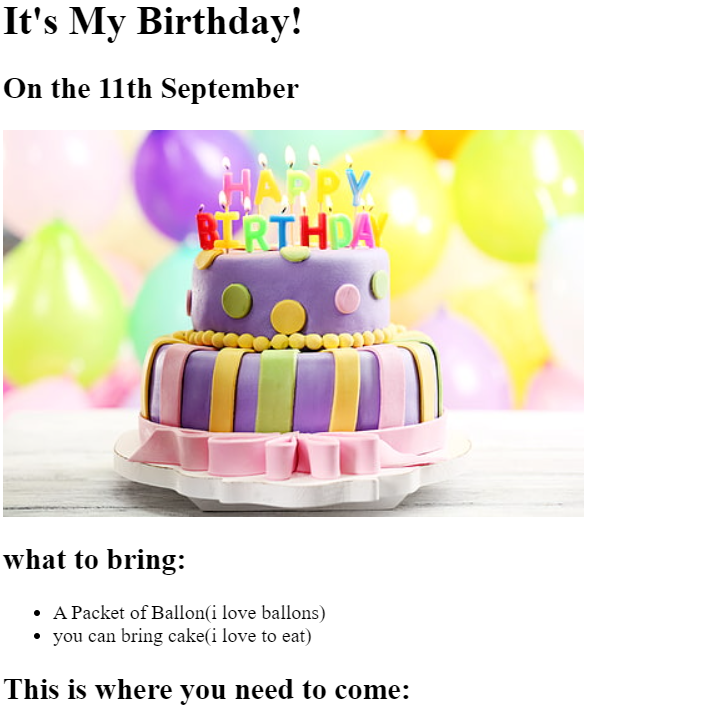 It's My Birthday!
On the 11th September
HAPPY
BIRTHDAY
what to bring:
A Packet of Ballon(i love ballons)
you can bring cake(i love to eat)
This is where you need to come: